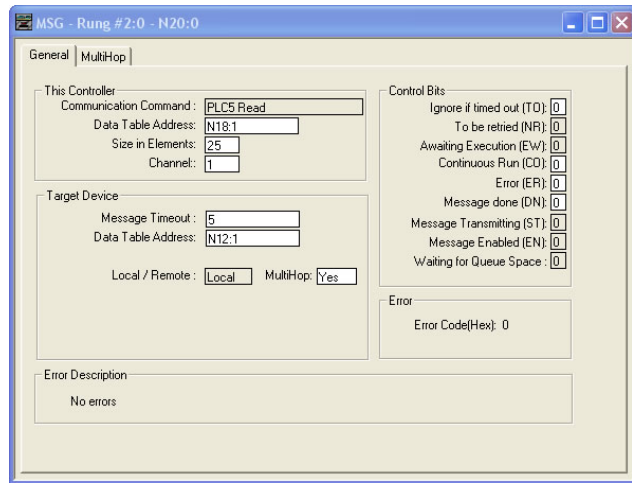 MSG - Rung #2:0 - N20:0
General MultiHop
This Controller
Communication Command : PLC5 Read
Data Table Address: N18:1
Size in Elements: 25
Channel: 1
Target Device
Message Timeout : 5
Data Table Address: N12:1
Local / Remote : Local MultiHop: Yes
Control Bits
Ignore if timed out (TO): 0
To be retried (NR): 0
Awaiting Execution (EW): 0
Continuous Run (CO): 0
Error (ER): 0
Message done (DN): 0
Message Transmitting (ST): 0
Message Enabled (EN): 0
Waiting for Queue Space : 0
Error
Error Code(Hex): 0
Error Description
No errors